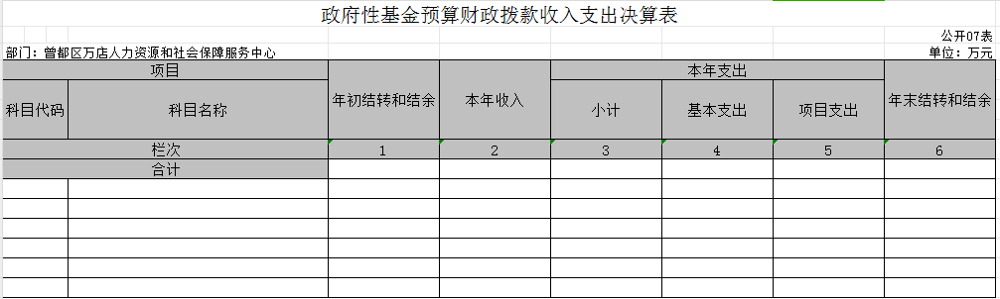 政府性基金预算财政拨款收入支出决算表
公开07表
部门：曾都区万店人力资源和社会保障服务中心 单位：万元
项目 年初结转和结余 本年收入 本年支出 年末结转和结余
科目代码 科目名称 小计 基本支出 项目支出
栏次 1 2 3 4 5 6
合计